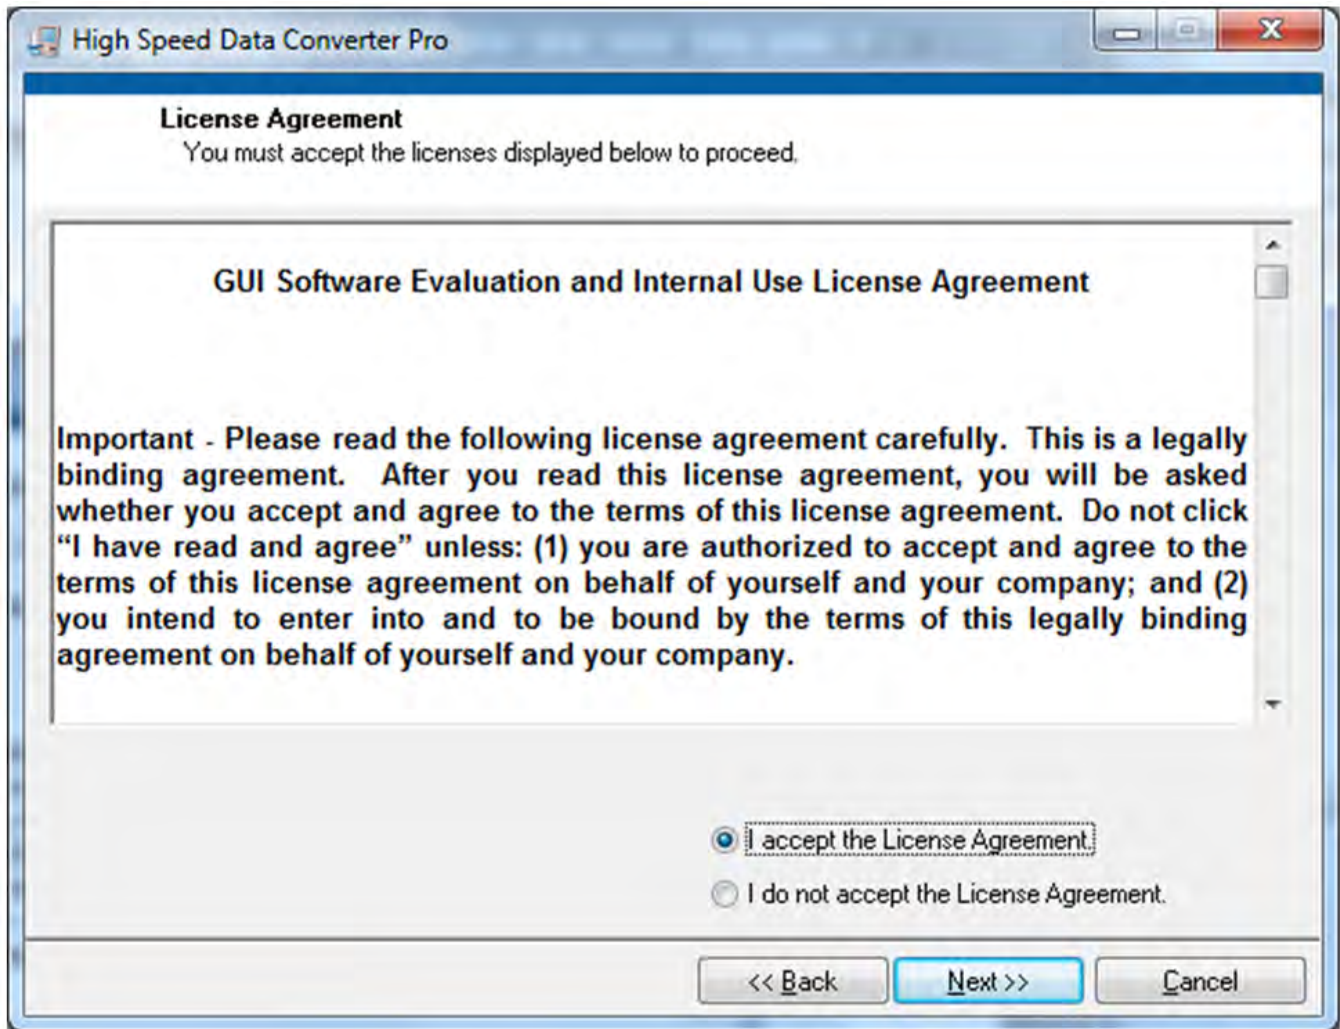 High Speed Data Converter Pro
License Agreement
You must accept the licenses displayed below to proceed.
GUI Software Evaluation and Internal Use License Agreement
Important - Please read the following license agreement carefully. This is a legally
binding agreement. After you read this license agreement, you will be asked
whether you accept and agree to the terms of this license agreement. Do not click
“I have read and agree” unless: (1) you are authorized to accept and agree to the
terms of this license agreement on behalf of yourself and your company; and (2)
you intend to enter into and to be bound by the terms of this legally binding
agreement on behalf of yourself and your company.
I accept the License Agreement.
I do not accept the License Agreement.
<< Back Next >> Cancel